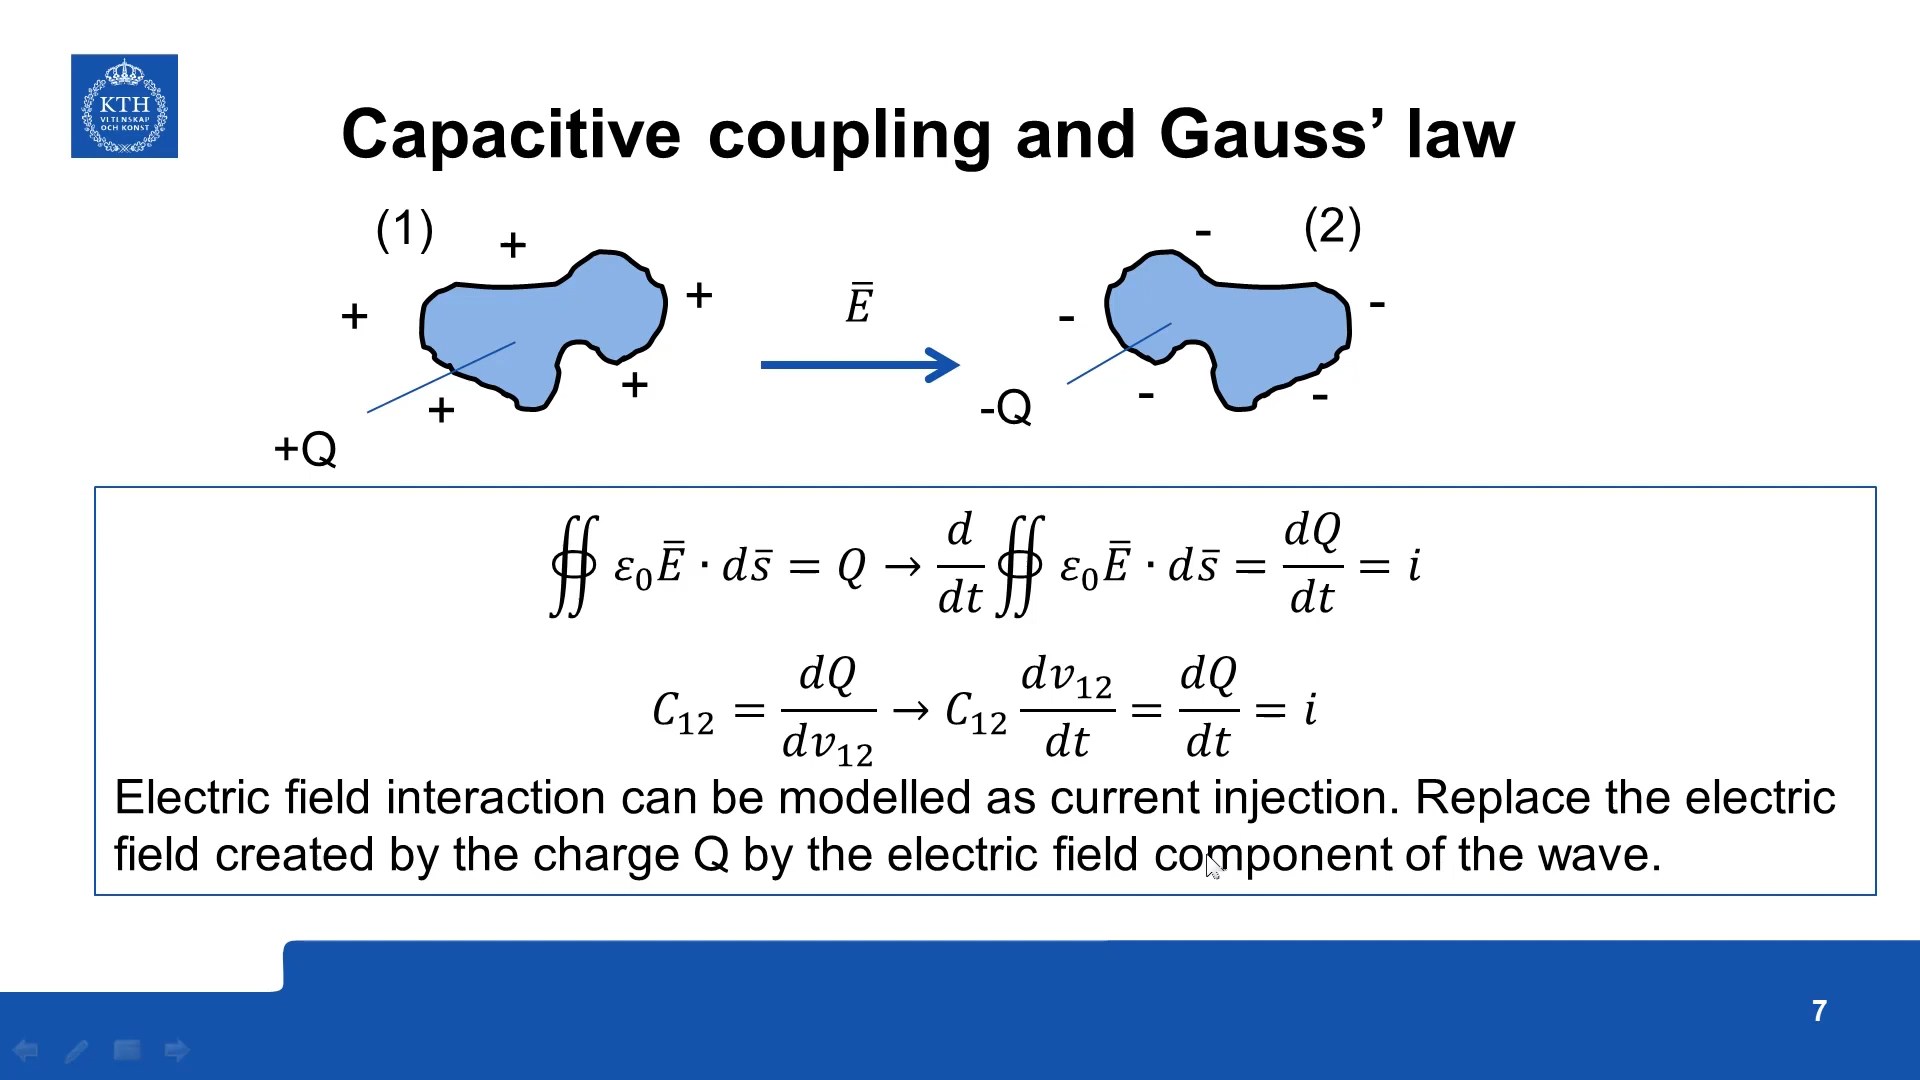 KTH
VETENSKAP
OCH KONST
Capacitive coupling and Gauss’ law
(1)
(2)
+
+
+
+
+
+Q
E̅
-
-
-
-
-
-Q
∯ ε₀E̅ · ds̅ = Q → d/dt ∯ ε₀E̅ · ds̅ = dQ/dt = i
C₁₂ = dQ/dv₁₂ → C₁₂ dv₁₂/dt = dQ/dt = i
Electric field interaction can be modelled as current injection. Replace the electric
field created by the charge Q by the electric field component of the wave.
7